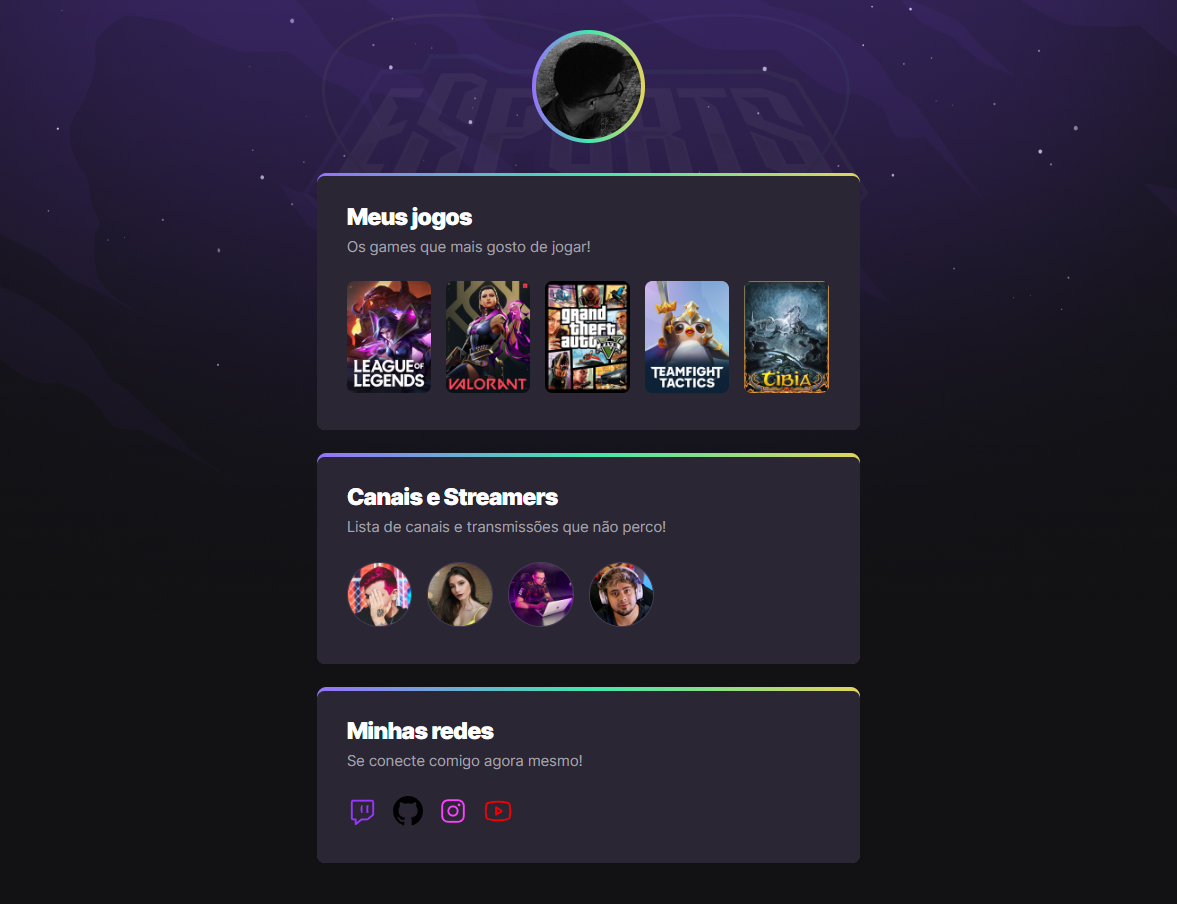 ESPORTS
Meus jogos
Os games que mais gosto de jogar!
LEAGUE OF
LEGENDS
VALORANT
grand
theft
auto
V
TEAMFIGHT
TACTICS
TIBIA
Canais e Streamers
Lista de canais e transmissões que não perco!
Minhas redes
Se conecte comigo agora mesmo!